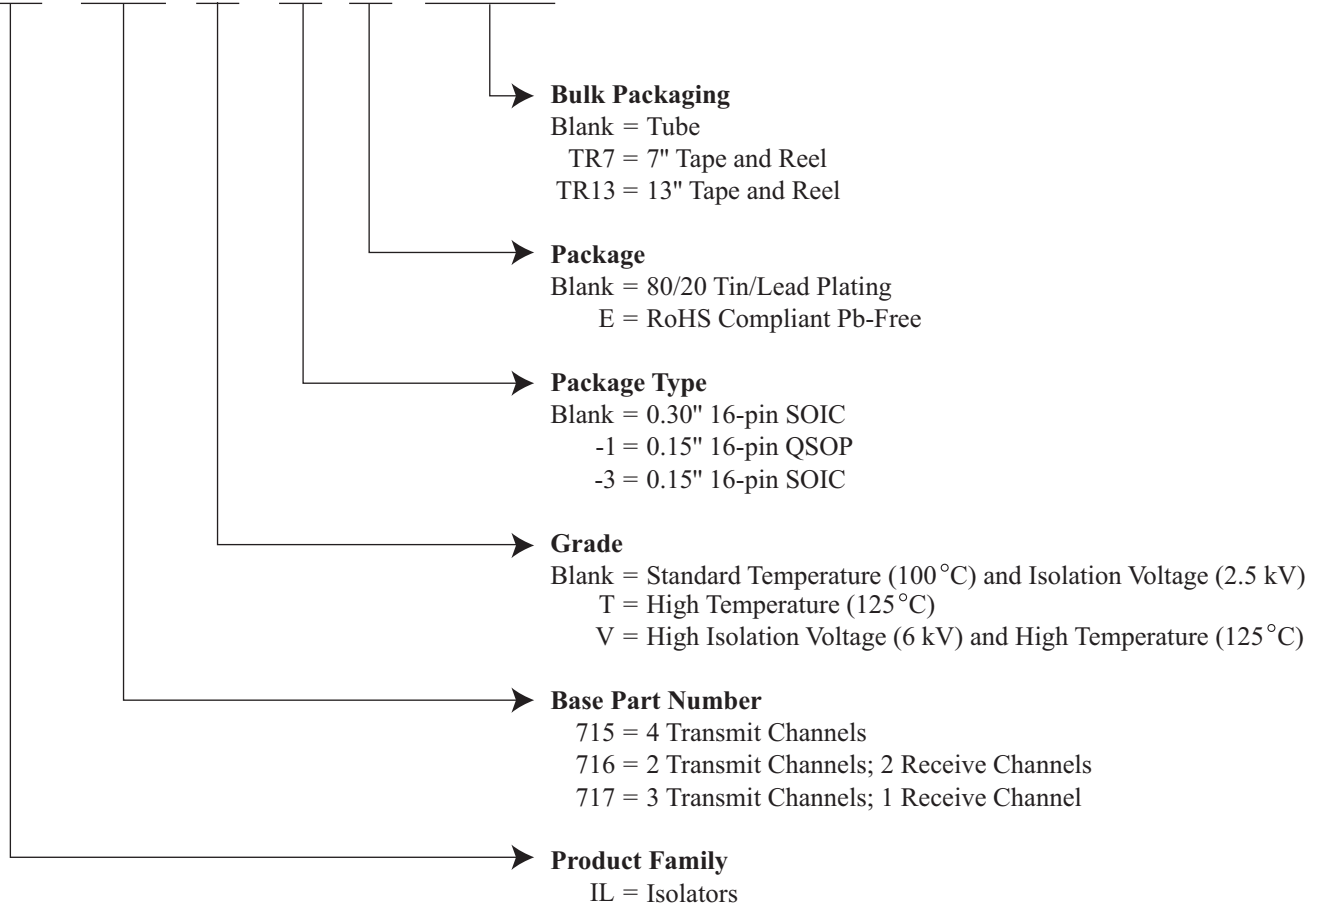 Bulk Packaging
Blank = Tube
TR7 = 7" Tape and Reel
TR13 = 13" Tape and Reel
Package
Blank = 80/20 Tin/Lead Plating
E = RoHS Compliant Pb-Free
Package Type
Blank = 0.30" 16-pin SOIC
-1 = 0.15" 16-pin QSOP
-3 = 0.15" 16-pin SOIC
Grade
Blank = Standard Temperature (100°C) and Isolation Voltage (2.5 kV)
T = High Temperature (125°C)
V = High Isolation Voltage (6 kV) and High Temperature (125°C)
Base Part Number
715 = 4 Transmit Channels
716 = 2 Transmit Channels; 2 Receive Channels
717 = 3 Transmit Channels; 1 Receive Channel
Product Family
IL = Isolators